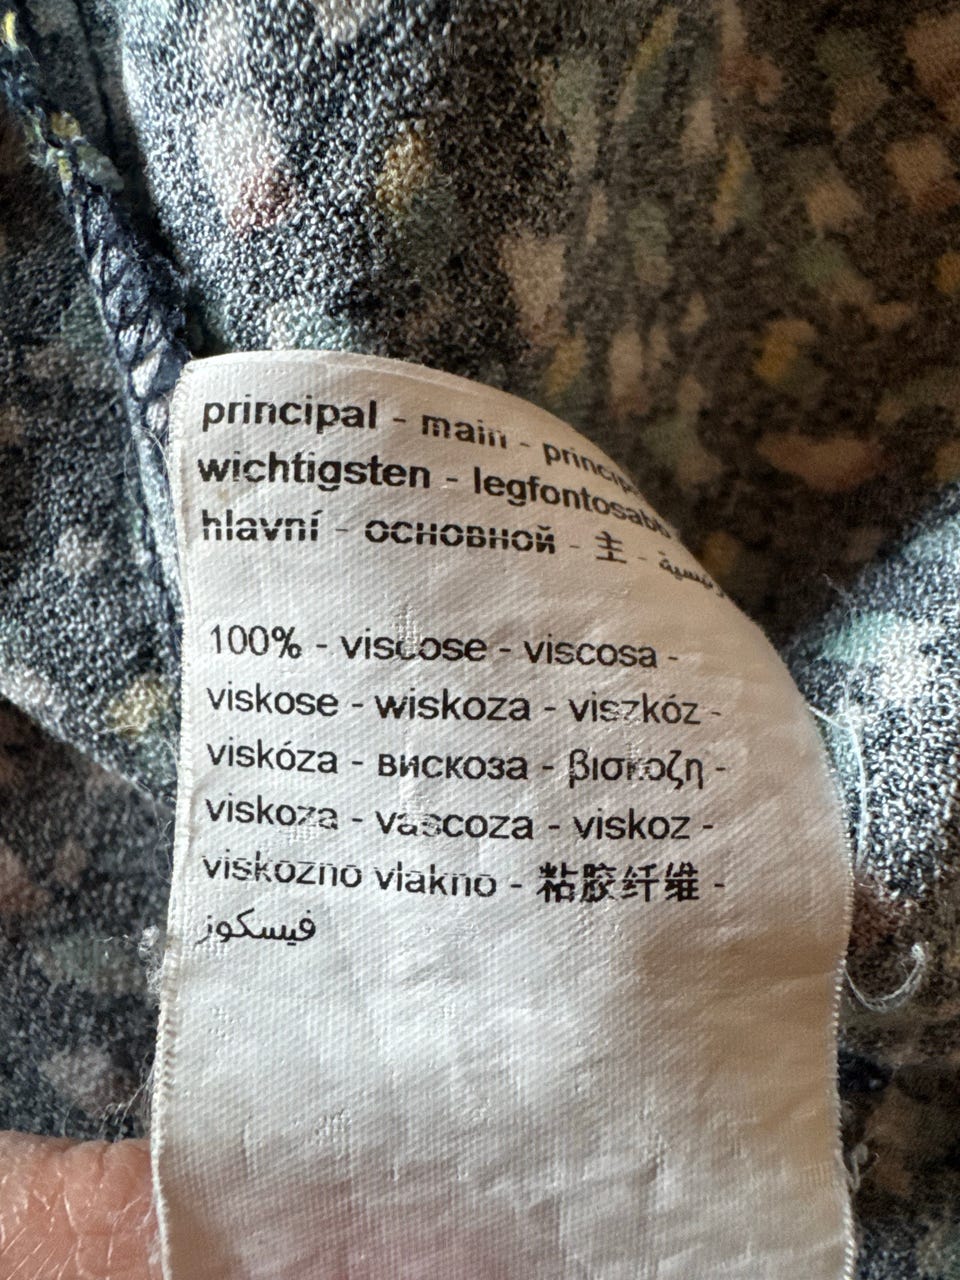 principal - main -
wichtigsten - legfontosabb
hlavní - основной - 主 -
100% - viscose - viscosa -
viskose - wiskoza - viszkóz -
viskóza - вискоза - βισκοζη -
viskoza - vascoza - viskoz -
viskozno vlakno - 粘胶纤维 -
فيسكوز